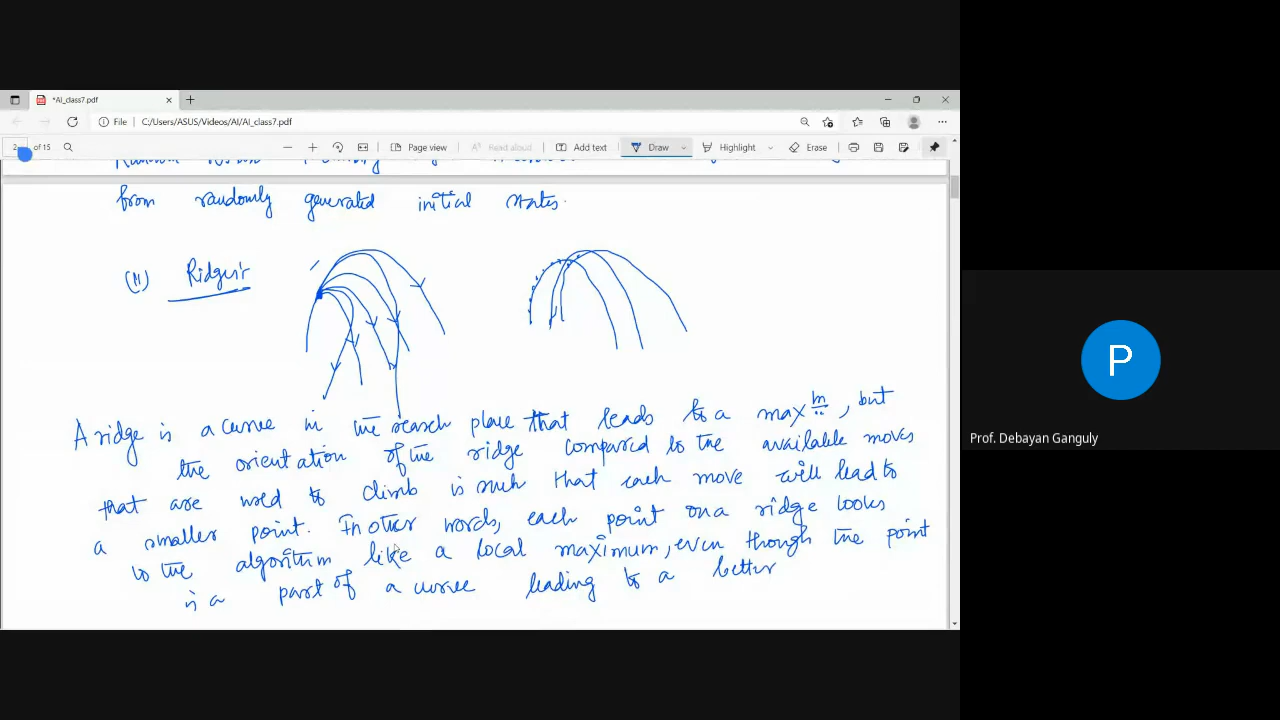 *AI_class7.pdf
File
C:/Users/ASUS/Videos/AI/AI_class7.pdf
2 of 15
Page view
Read aloud
Add text
Draw
Highlight
Erase
from randomly generated initial states.
(ii) Ridges:
A ridge is a curve in the search place that leads to a max m, but
the orientation of the ridge compared to the available moves
that are used to climb is such that each move will lead to
a smaller point. In other words, each point on a ridge looks
to the algorithm like a local maximum, even though the point
is a part of a curve leading to a better
P
Prof. Debayan Ganguly